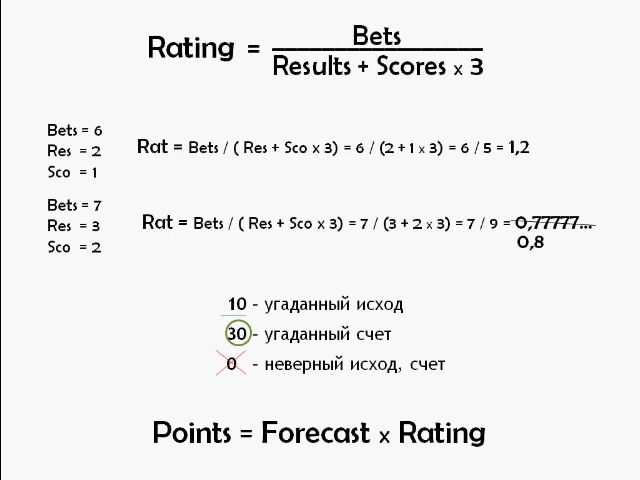 Rating = Bets
Results + Scores x 3
Bets = 6
Res = 2
Sco = 1
Rat = Bets / ( Res + Sco x 3) = 6 / (2 + 1 x 3) = 6 / 5 = 1,2
Bets = 7
Res = 3
Sco = 2
Rat = Bets / ( Res + Sco x 3) = 7 / (3 + 2 x 3) = 7 / 9 = 0,77777...
0,8
10 - угаданный исход
30 - угаданный счет
0 - неверный исход, счет
Points = Forecast x Rating